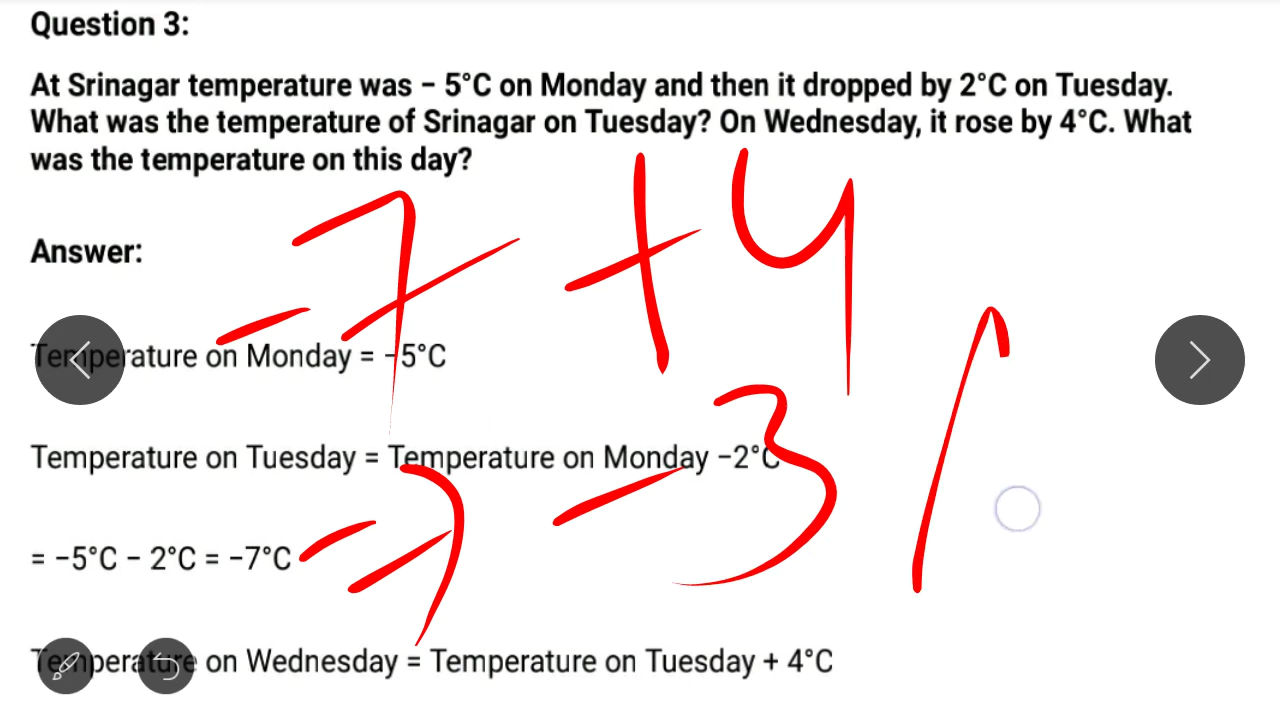 Question 3:
At Srinagar temperature was – 5°C on Monday and then it dropped by 2°C on Tuesday.
What was the temperature of Srinagar on Tuesday? On Wednesday, it rose by 4°C. What
was the temperature on this day?
-7 + 4
Answer:
Temperature on Monday = -5°C
Temperature on Tuesday = Temperature on Monday –2°C
-3
= –5°C – 2°C = –7°C
Temperature on Wednesday = Temperature on Tuesday + 4°C